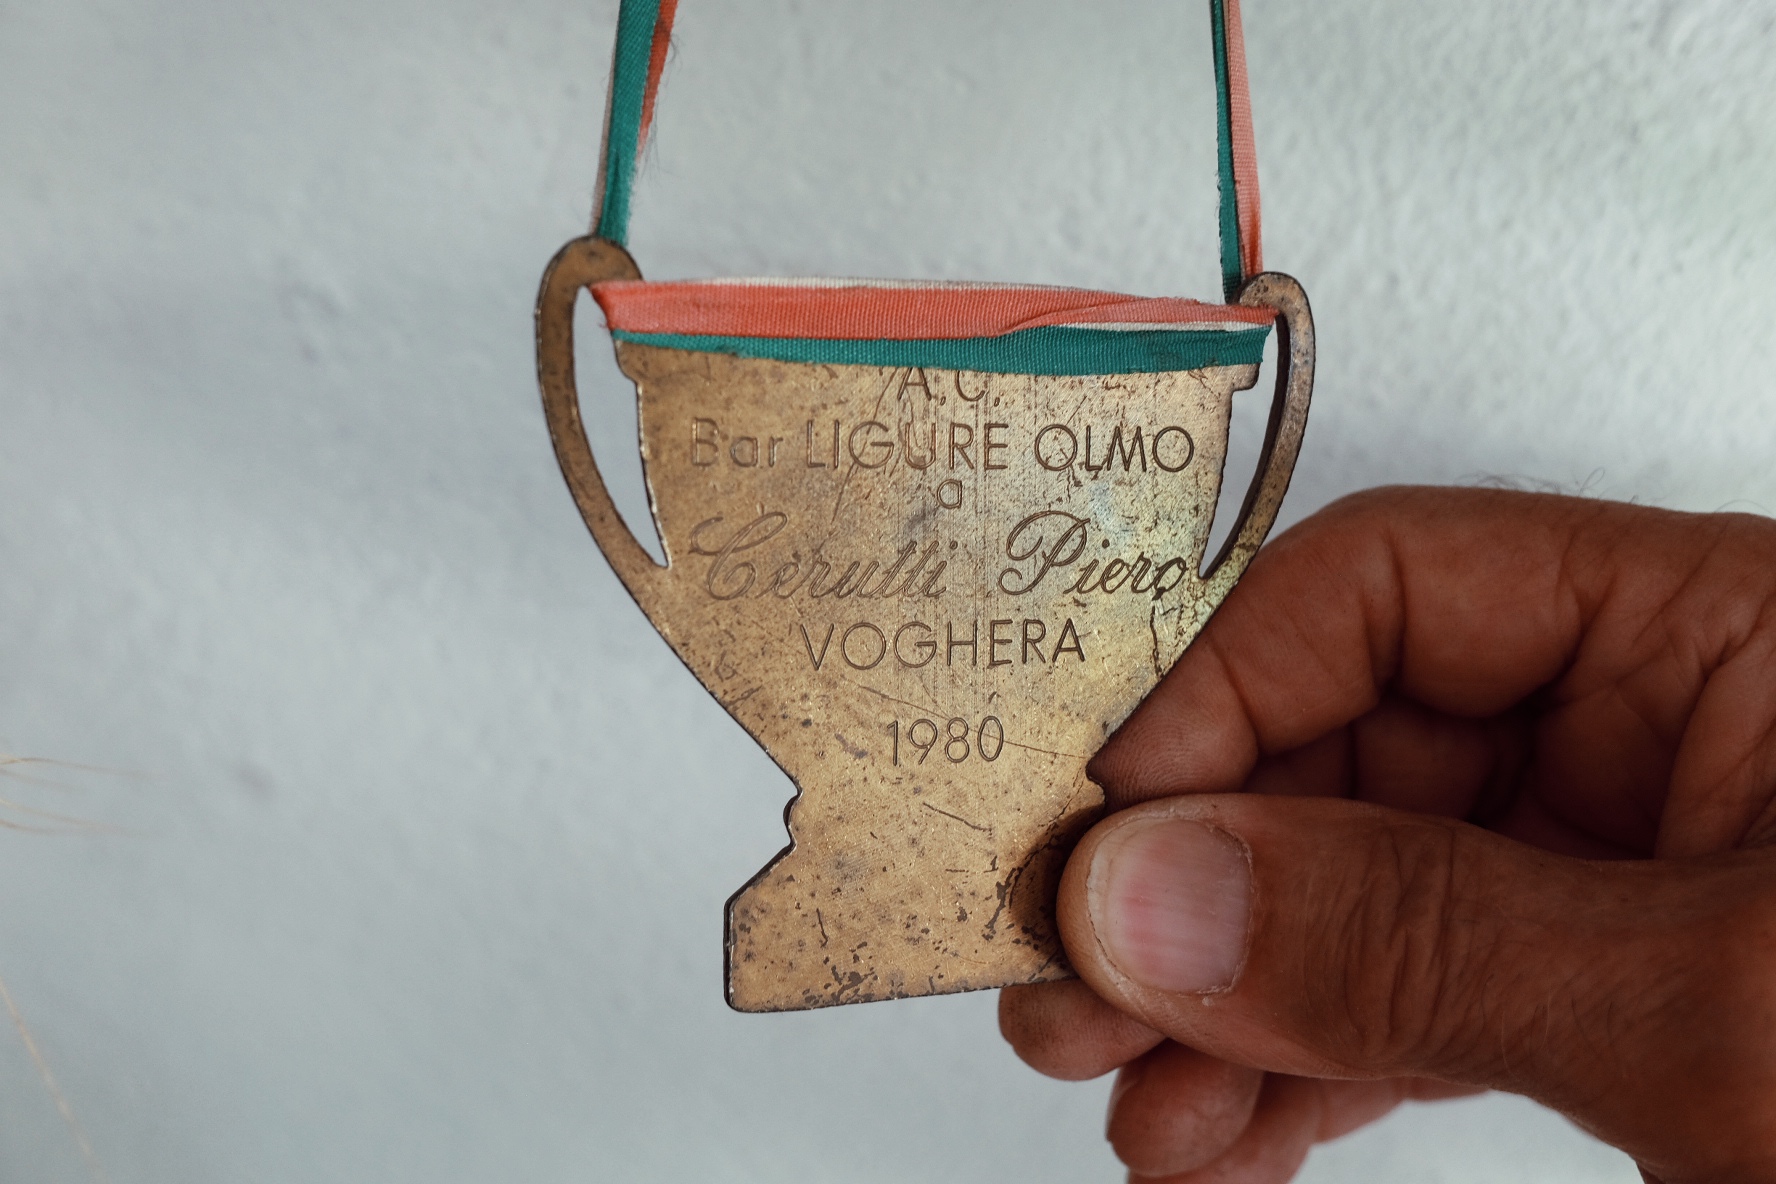 A.C.
Bar LIGURE OLMO
a
Cerutti Piero
VOGHERA
1980